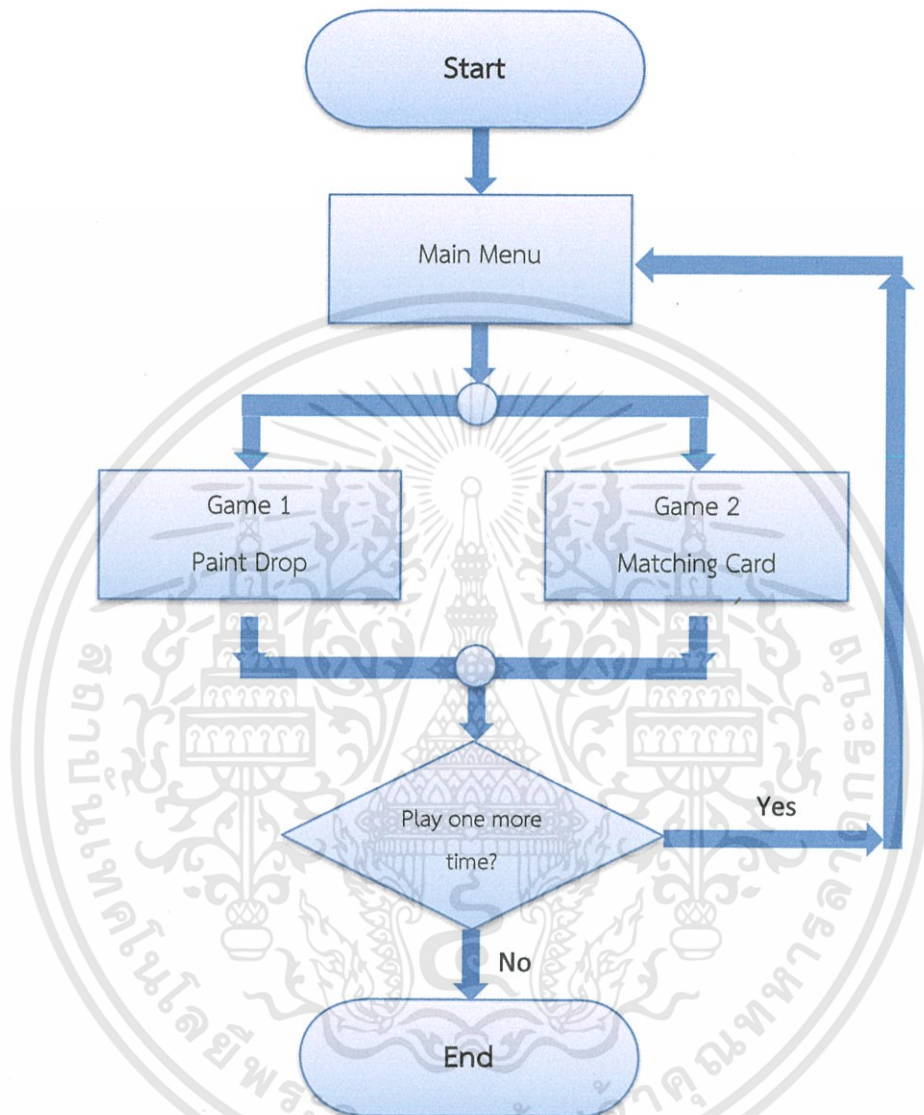 Start
Main Menu
Game 1
Paint Drop
Game 2
Matching Card
Play one more
time?
Yes
No
End